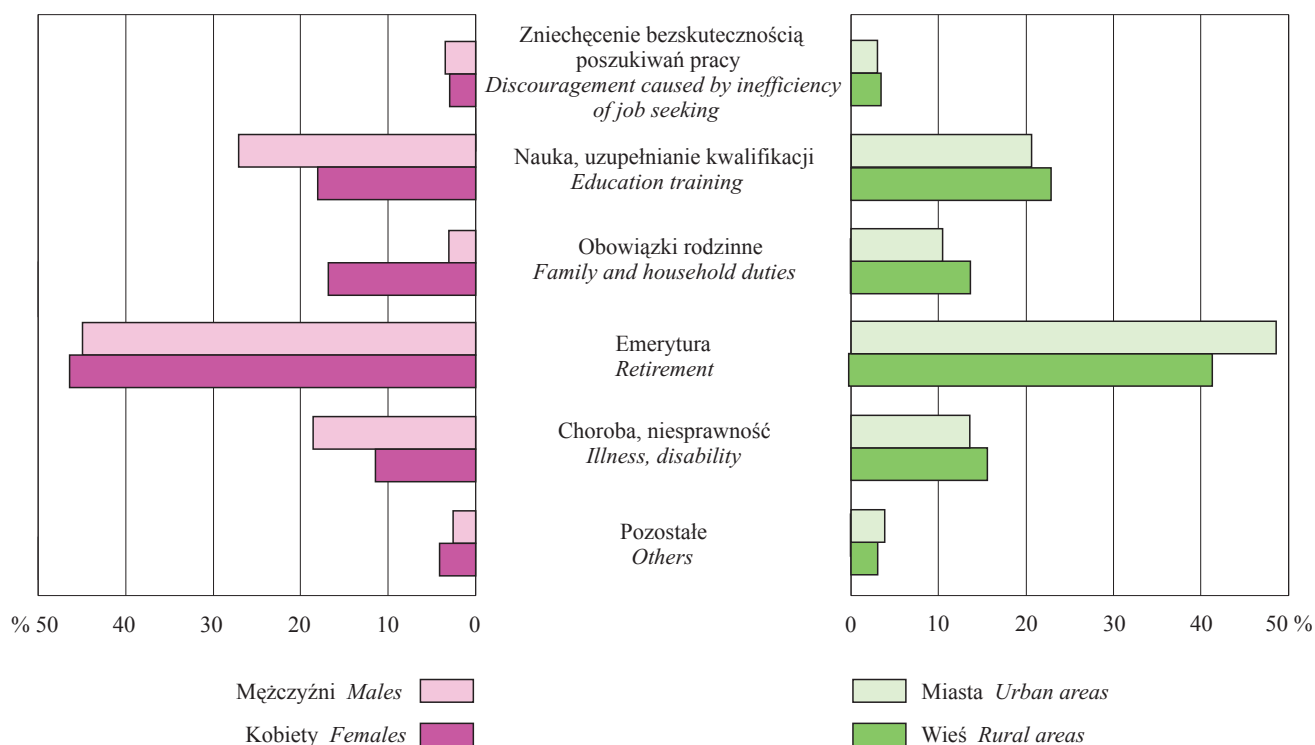 Zniechęcenie bezskutecznością
poszukiwań pracy
Discouragement caused by inefficiency
of job seeking
Nauka, uzupełnianie kwalifikacji
Education training
Obowiązki rodzinne
Family and household duties
Emerytura
Retirement
Choroba, niesprawność
Illness, disability
Pozostałe
Others
% 50 40 30 20 10 0
0 10 20 30 40 50 %
Mężczyźni Males
Kobiety Females
Miasta Urban areas
Wieś Rural areas